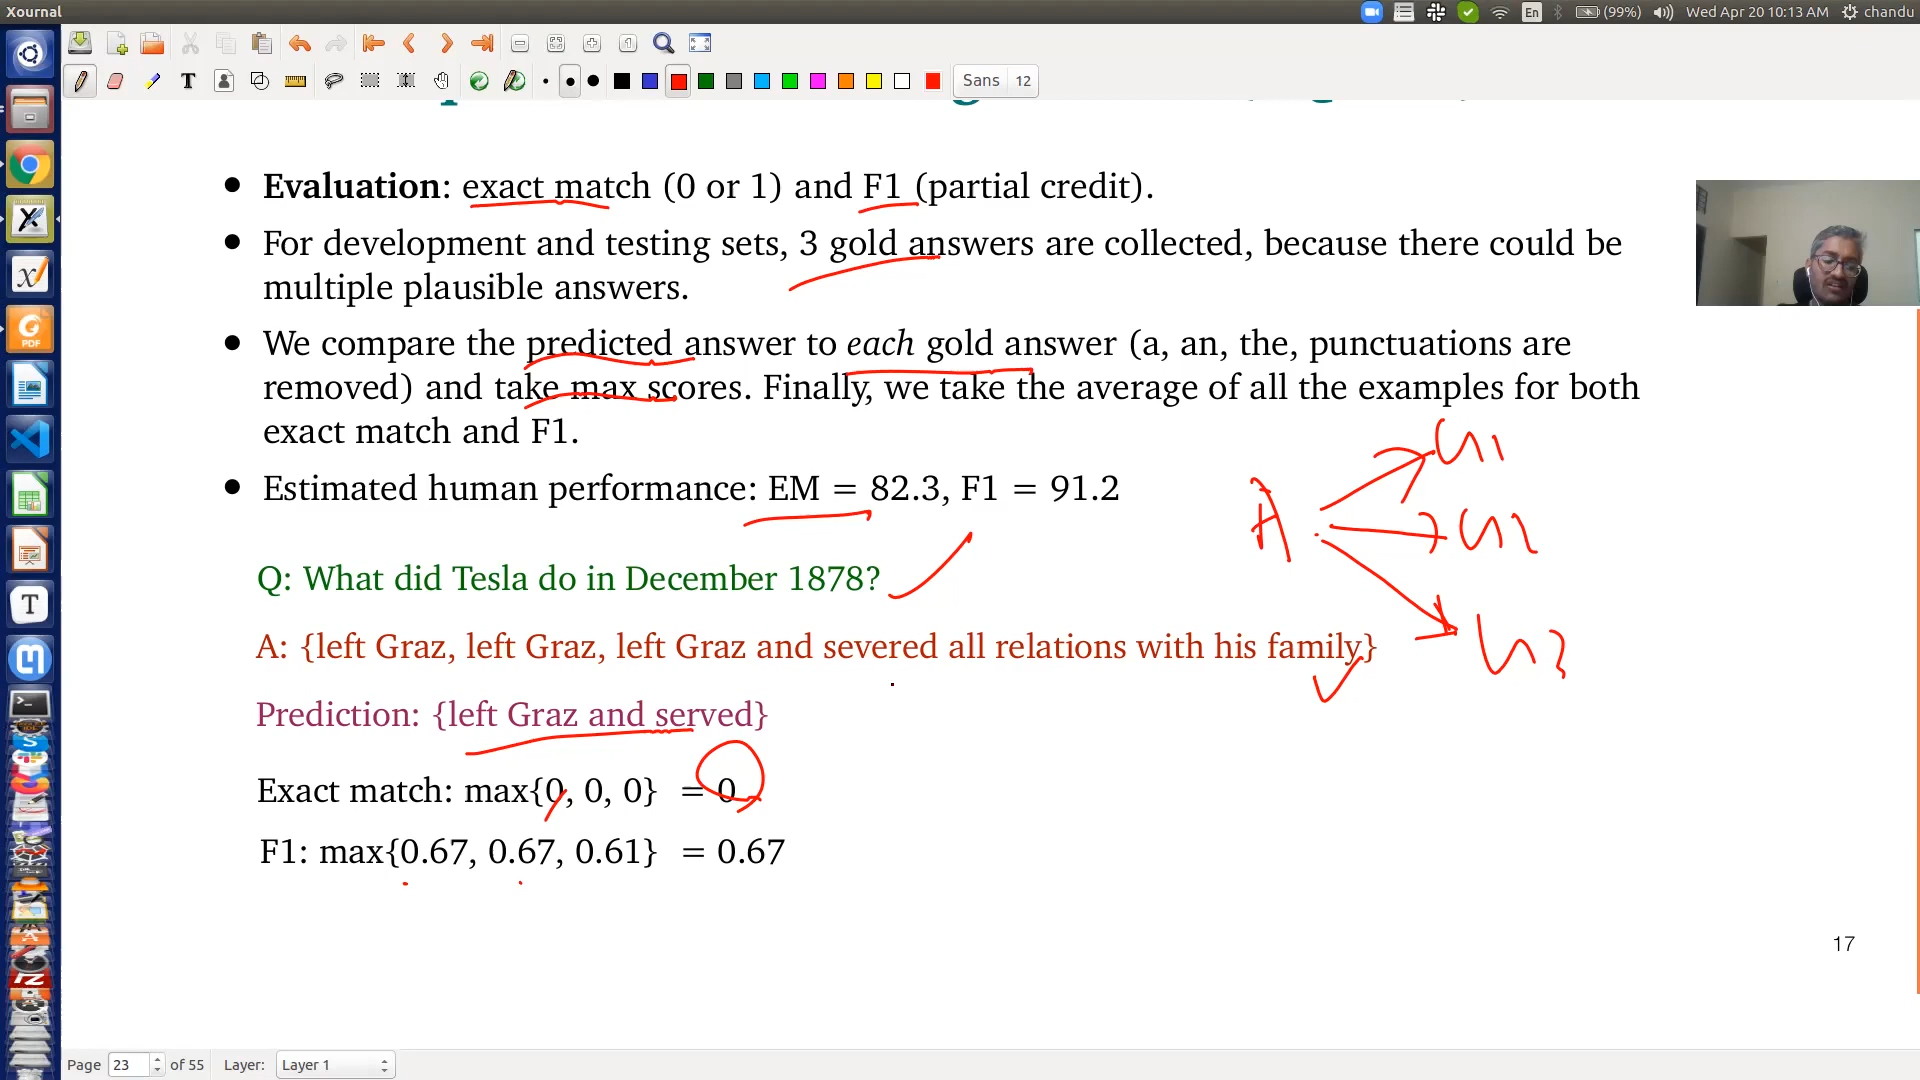 Xournal
En
(99%)
Wed Apr 20 10:13 AM
chandu
Sans 12
• Evaluation: exact match (0 or 1) and F1 (partial credit).
• For development and testing sets, 3 gold answers are collected, because there could be
multiple plausible answers.
• We compare the predicted answer to each gold answer (a, an, the, punctuations are
removed) and take max scores. Finally, we take the average of all the examples for both
exact match and F1.
• Estimated human performance: EM = 82.3, F1 = 91.2
Q: What did Tesla do in December 1878?
A: {left Graz, left Graz, left Graz and severed all relations with his family}
Prediction: {left Graz and served}
Exact match: max{0, 0, 0} = 0
F1: max{0.67, 0.67, 0.61} = 0.67
17
Page 23 of 55 Layer: Layer 1